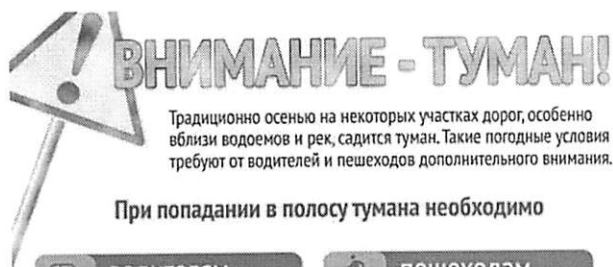 ВНИМАНИЕ - ТУМАН!
Традиционно осенью на некоторых участках дорог, особенно
вблизи водоемов и рек, садится туман. Такие погодные условия
требуют от водителей и пешеходов дополнительного внимания.
При попадании в полосу тумана необходимо
пешеходам